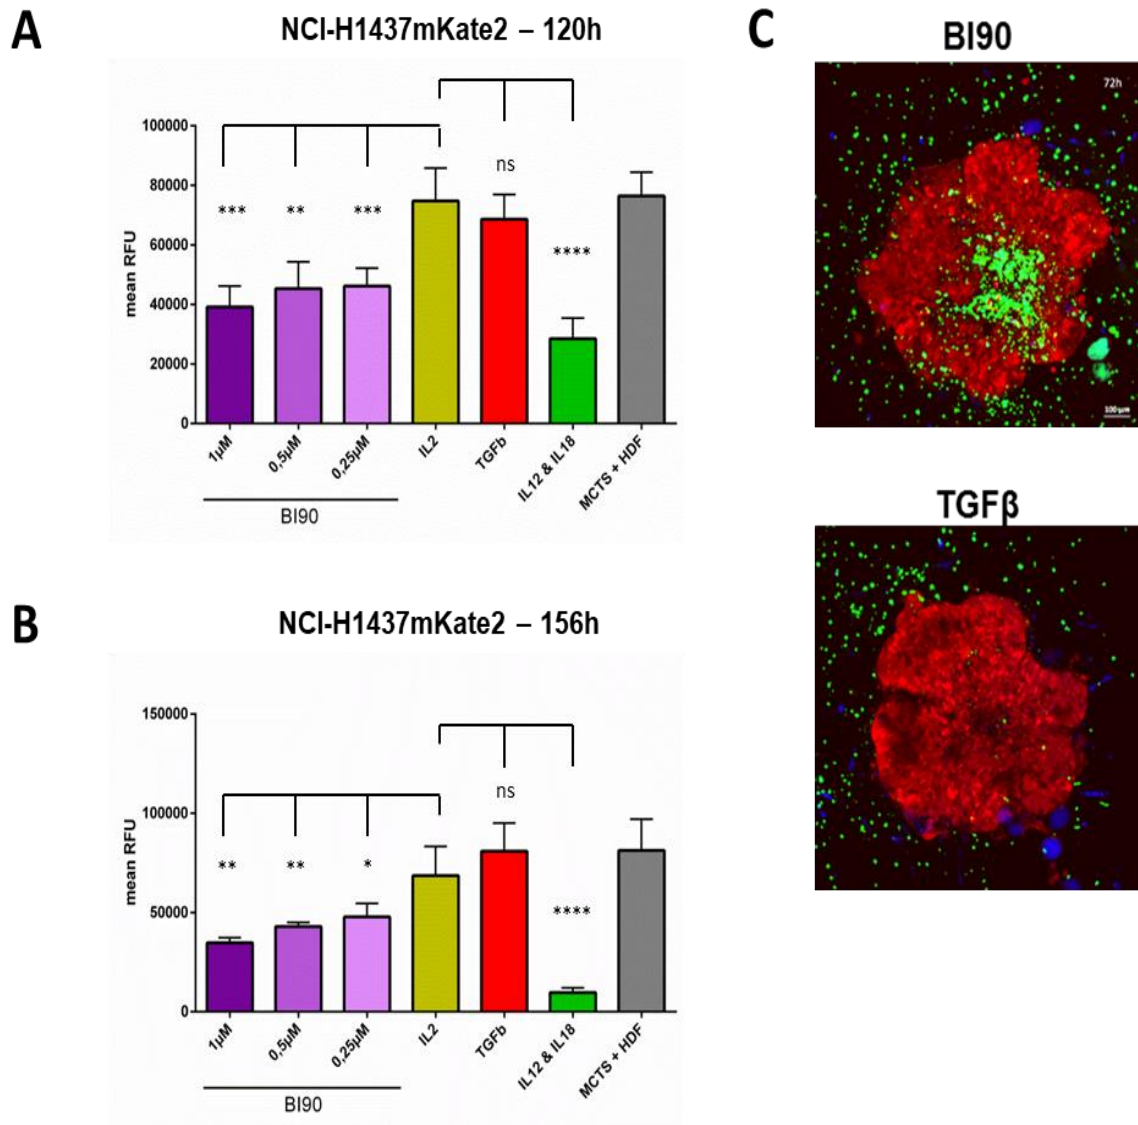 A
NCI-H1437mKate2 – 120h
mean RFU
100000
80000
60000
40000
20000
0
***
**
***
ns
****
1µM
0,5µM
0,25µM
IL2
TGFb
IL12 & IL18
MCTS + HDF
BI90
B
NCI-H1437mKate2 – 156h
mean RFU
150000
100000
50000
0
**
**
*
ns
****
1µM
0,5µM
0,25µM
IL2
TGFb
IL12 & IL18
MCTS + HDF
BI90
C
BI90
72h
100 µm
TGFβ